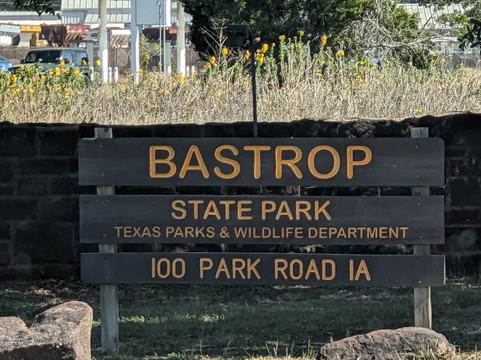 BASTROP
STATE PARK
TEXAS PARKS & WILDLIFE DEPARTMENT
100 PARK ROAD 1A